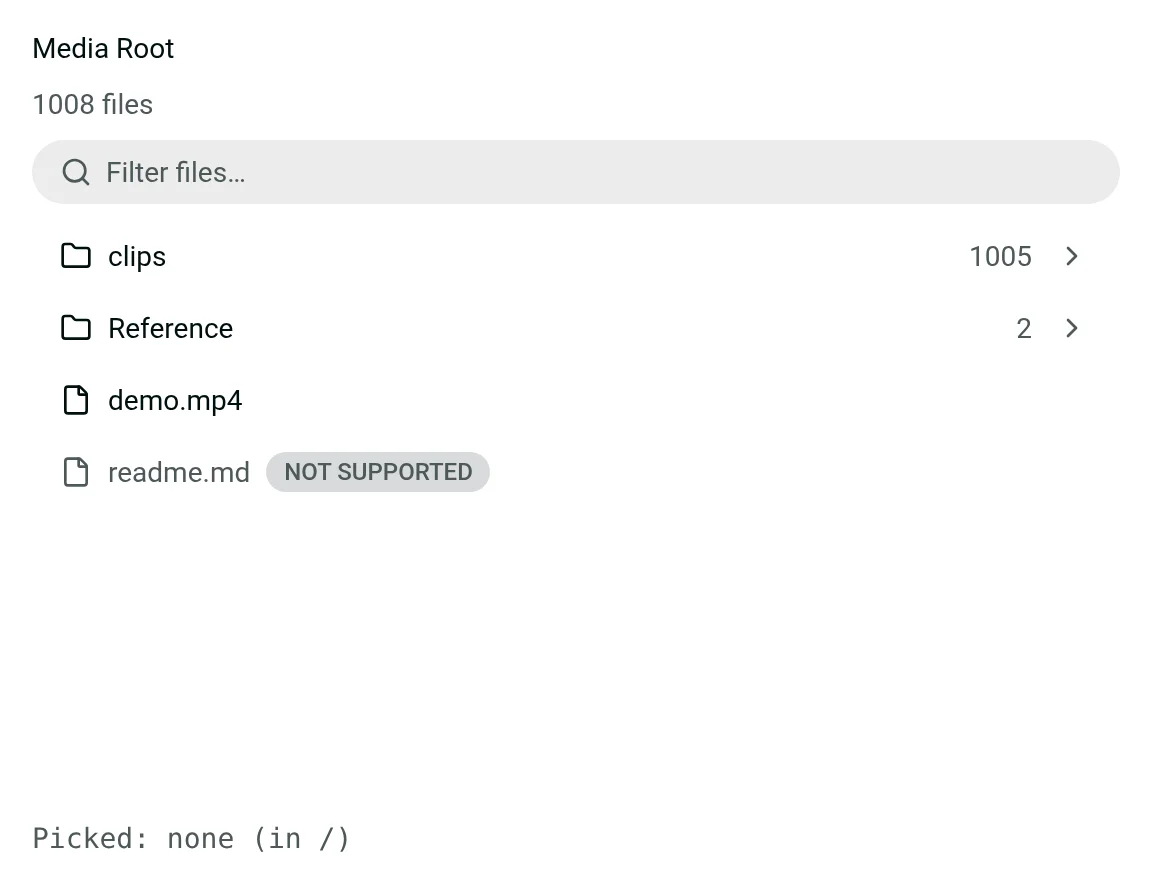 Media Root
1008 files
Filter files…
clips 1005
Reference 2
demo.mp4
readme.md NOT SUPPORTED
Picked: none (in /)